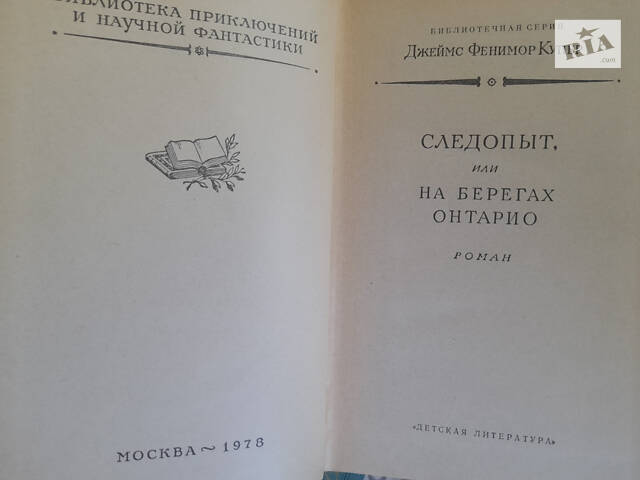 БИБЛИОТЕКА ПРИКЛЮЧЕНИЙ
И НАУЧНОЙ ФАНТАСТИКИ
МОСКВА ~ 1978
БИБЛИОТЕЧНАЯ СЕРИЯ
ДЖЕЙМС ФЕНИМОР
СЛЕДОПЫТ,
ИЛИ
НА БЕРЕГАХ
ОНТАРИО
РОМАН
«ДЕТСКАЯ ЛИТЕРАТУРА»
RIA
.com